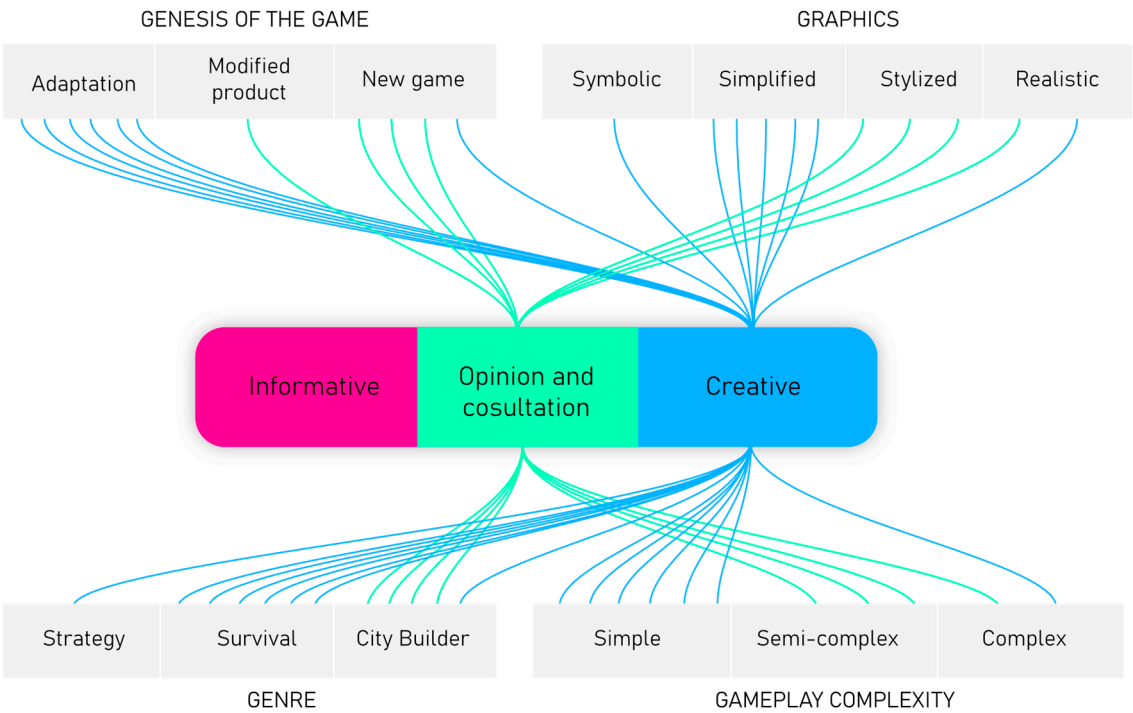 GENESIS OF THE GAME
GRAPHICS
Adaptation
Modified
product
New game
Symbolic
Simplified
Stylized
Realistic
Informative
Opinion and
cosultation
Creative
Strategy
Survival
City Builder
Simple
Semi-complex
Complex
GENRE
GAMEPLAY COMPLEXITY